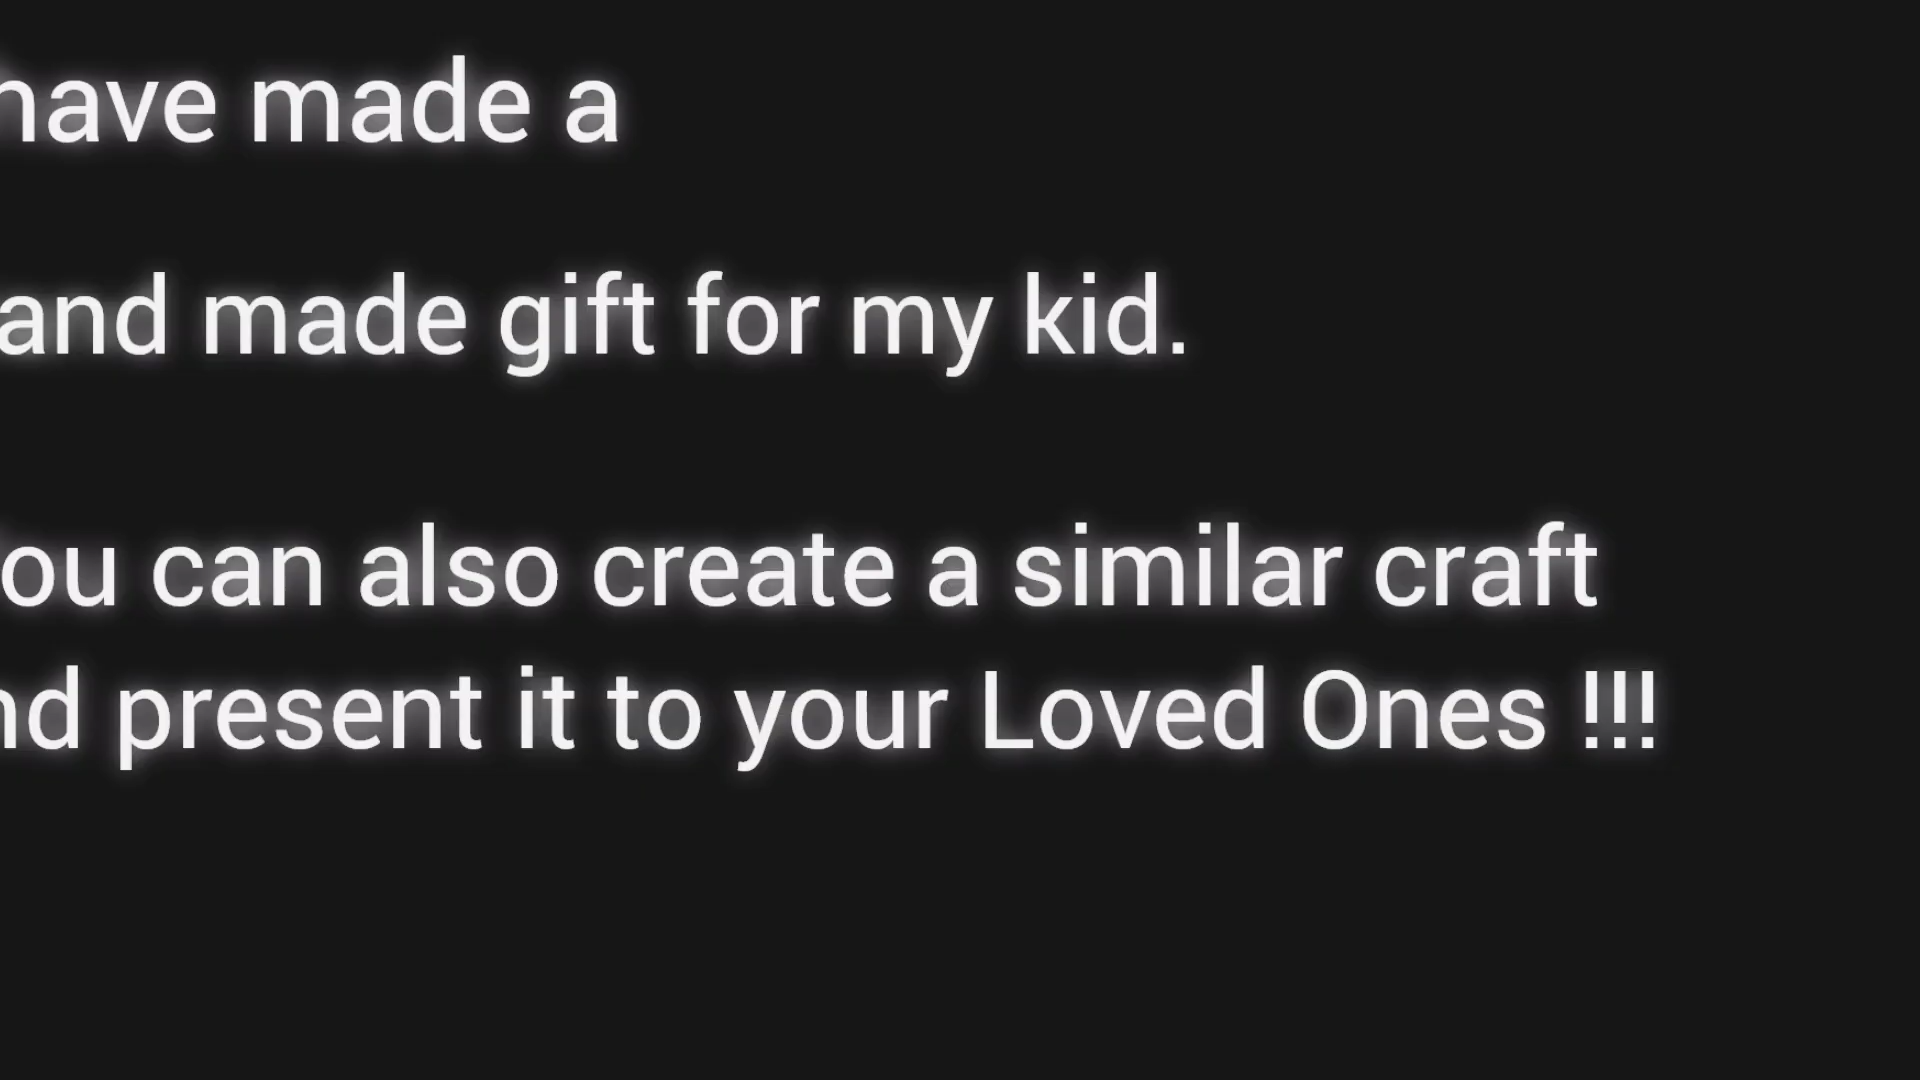 have made a
and made gift for my kid.
ou can also create a similar craft
nd present it to your Loved Ones !!!